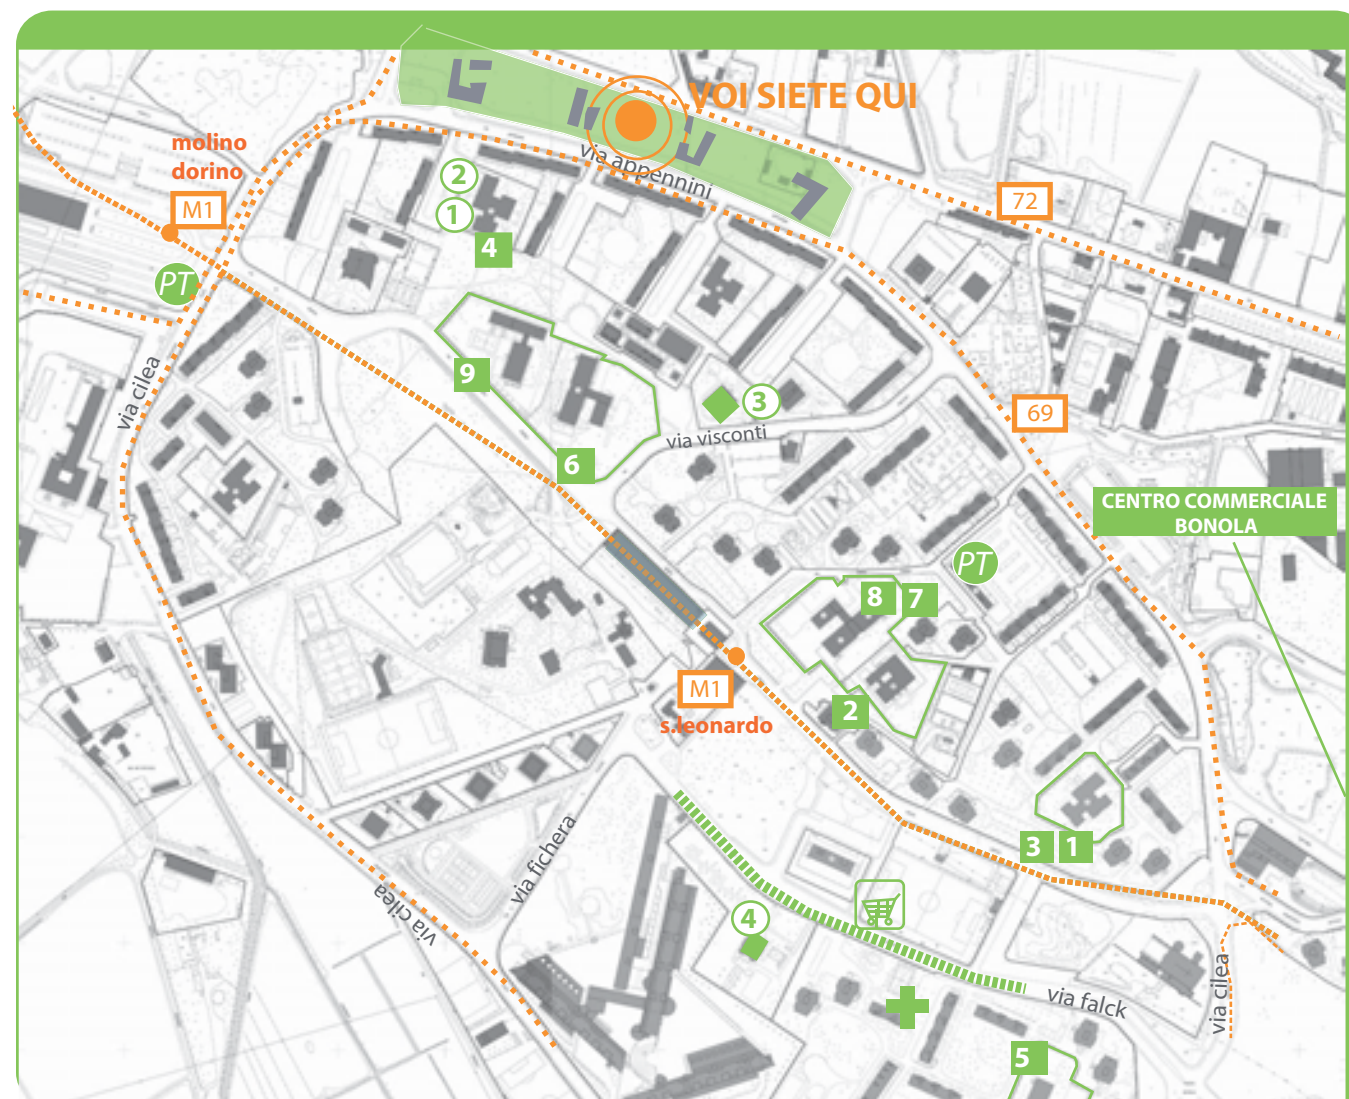 VOI SIETE QUI
molino
dorino
M1
via appennini
2
1
4
72
PT
via cilea
9
3
via visconti
69
6
CENTRO COMMERCIALE
BONOLA
PT
8
7
M1
s.leonardo
2
3
1
via fichera
via cilea
4
via falck
via cilea
5